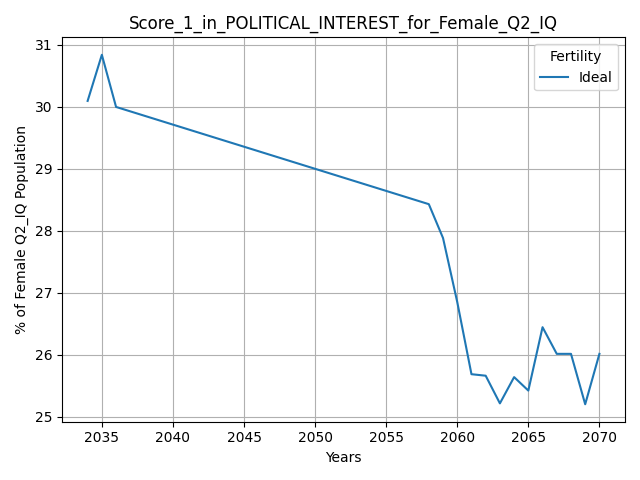 Score_1_in_POLITICAL_INTEREST_for_Female_Q2_IQ
Fertility
Ideal
% of Female Q2_IQ Population
31
30
29
28
27
26
25
2035 2040 2045 2050 2055 2060 2065 2070
Years